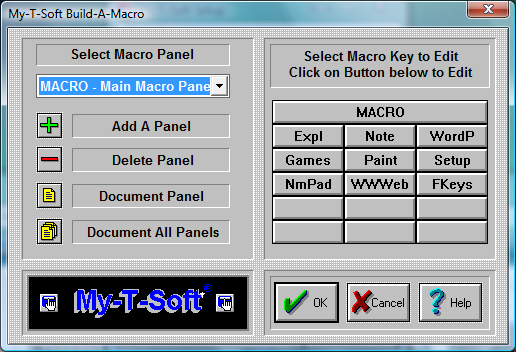 My-T-Soft Build-A-Macro
Select Macro Panel
MACRO - Main Macro Pane
Add A Panel
Delete Panel
Document Panel
Document All Panels
My-T-Soft
Select Macro Key to Edit
Click on Button below to Edit
MACRO
Expl Note WordP
Games Paint Setup
NmPad WWWeb FKeys
OK Cancel Help